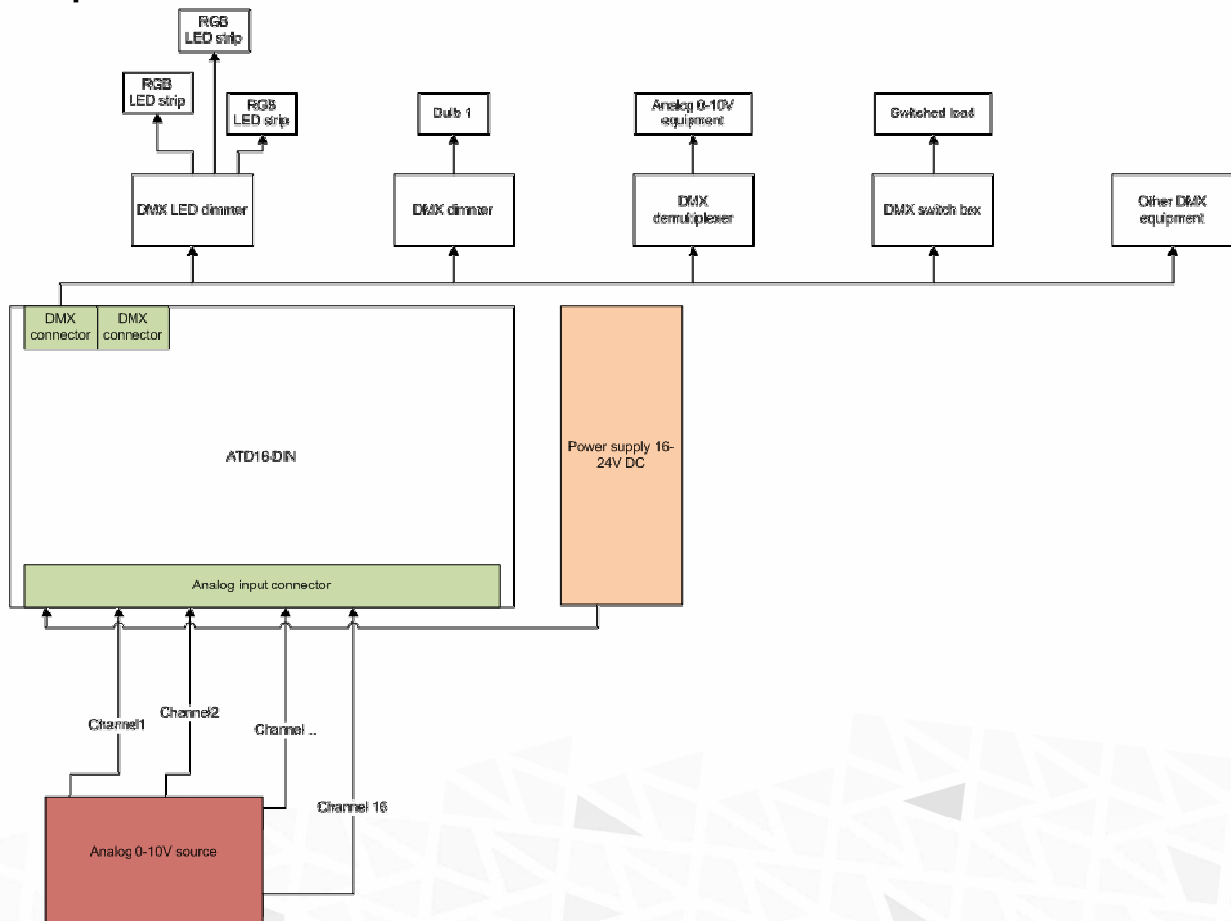 RGB
LED strip
RGB
LED strip
RGB
LED strip
Bulb 1
Analog 0-10V
equipment
Switched load
DMX LED dimmer
DMX dimmer
DMX
demultiplexer
DMX switch box
Other DMX
equipment
DMX
connector
DMX
connector
ATD16-DIN
Power supply 16-
24V DC
Analog input connector
Channel1
Channel2
Channel ..
Channel 16
Analog 0-10V source